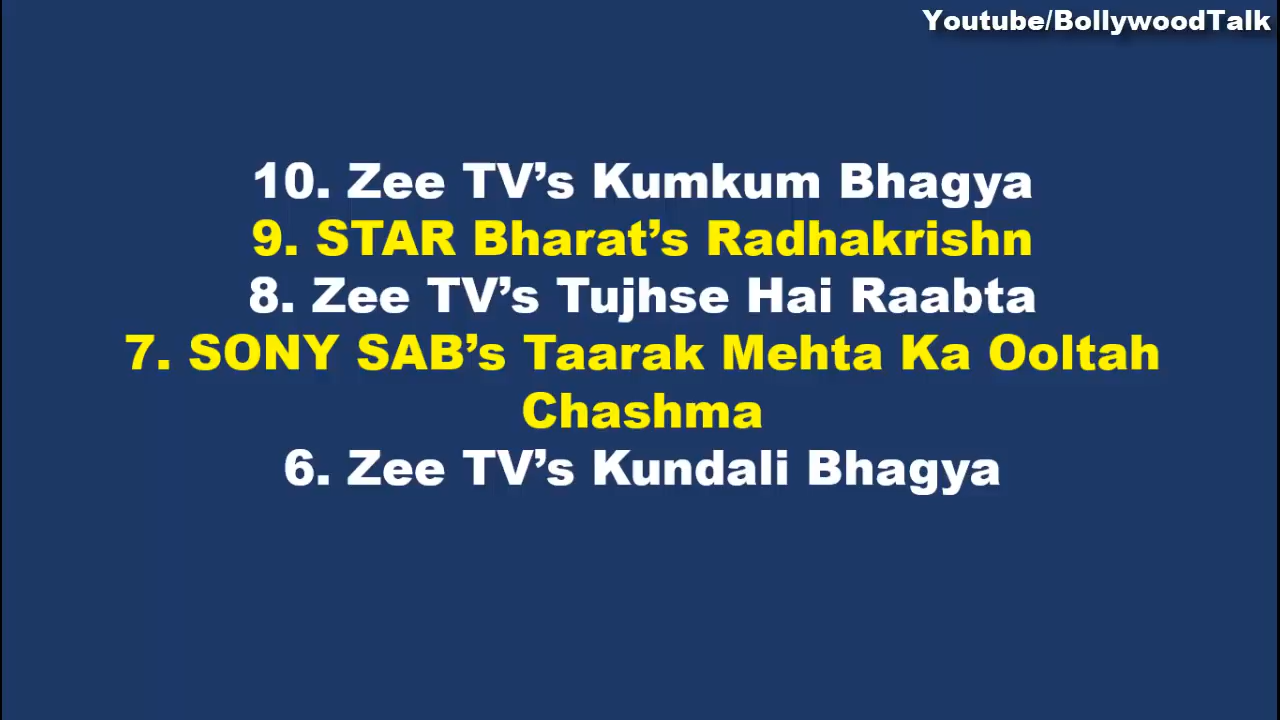 Youtube/BollywoodTalk
10. Zee TV’s Kumkum Bhagya
9. STAR Bharat’s Radhakrishn
8. Zee TV’s Tujhse Hai Raabta
7. SONY SAB’s Taarak Mehta Ka Ooltah
Chashma
6. Zee TV’s Kundali Bhagya